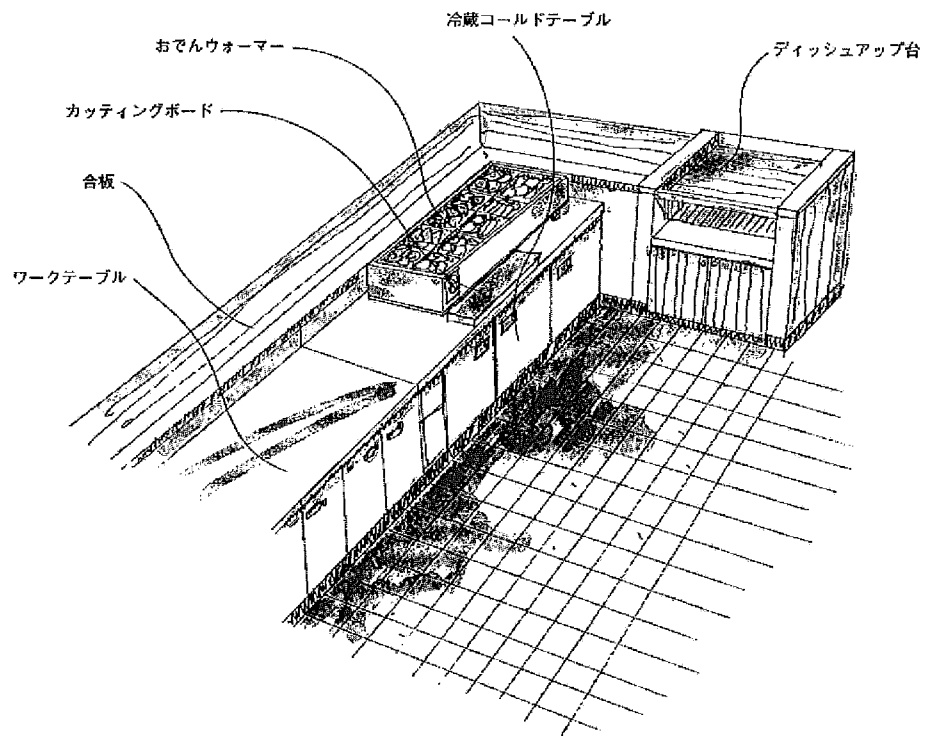 冷蔵コールドテーブル
おでんウォーマー
ディッシュアップ台
カッティングボード
合板
ワークテーブル